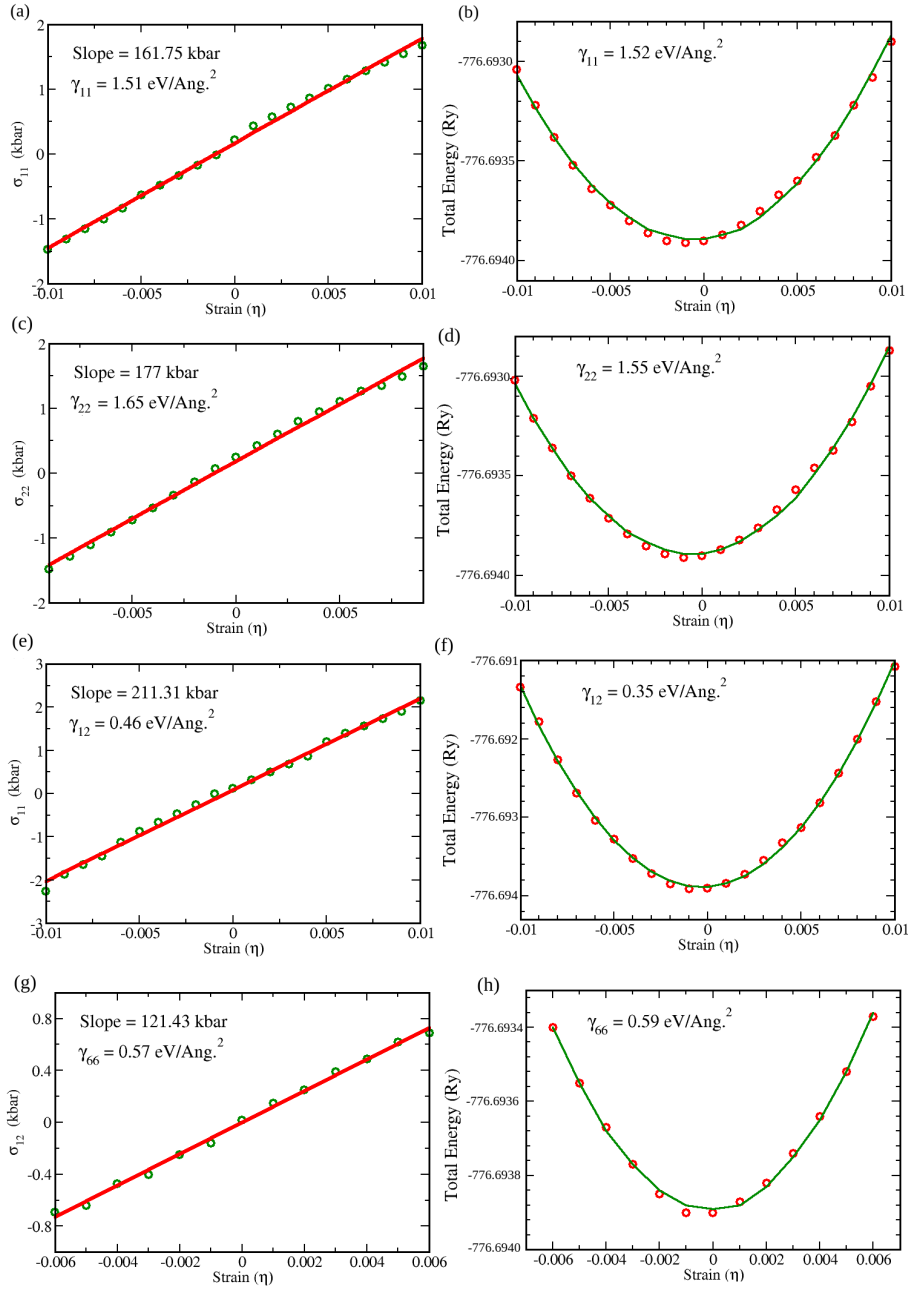 (a)
2
1
0
-1
-2
Slope = 161.75 kbar
γ11 = 1.51 eV/Ang.2
σ11 (kbar)
-0.01
-0.005
0
0.005
0.01
Strain (η)
(b)
-776.6930
-776.6935
-776.6940
γ11 = 1.52 eV/Ang.2
Total Energy (Ry)
-0.01
-0.005
0
0.005
0.01
Strain (η)
(c)
2
1
0
-1
-2
Slope = 177 kbar
γ22 = 1.65 eV/Ang.2
σ22 (kbar)
-0.005
0
0.005
Strain (η)
(d)
-776.6930
-776.6935
-776.6940
γ22 = 1.55 eV/Ang.2
Total Energy (Ry)
-0.01
-0.005
0
0.005
0.01
Strain (η)
(e)
3
2
1
0
-1
-2
-3
Slope = 211.31 kbar
γ12 = 0.46 eV/Ang.2
σ11 (kbar)
-0.01
-0.005
0
0.005
0.01
Strain (η)
(f)
-776.691
-776.692
-776.693
-776.694
γ12 = 0.35 eV/Ang.2
Total Energy (Ry)
-0.01
-0.005
0
0.005
0.01
Strain (η)
(g)
0.8
0.4
0
-0.4
-0.8
Slope = 121.43 kbar
γ66 = 0.57 eV/Ang.2
σ12 (kbar)
-0.006
-0.004
-0.002
0
0.002
0.004
0.006
Strain (η)
(h)
-776.6934
-776.6936
-776.6938
-776.6940
γ66 = 0.59 eV/Ang.2
Total Energy (Ry)
-0.006
-0.004
-0.002
0
0.002
0.004
0.006
Strain (η)